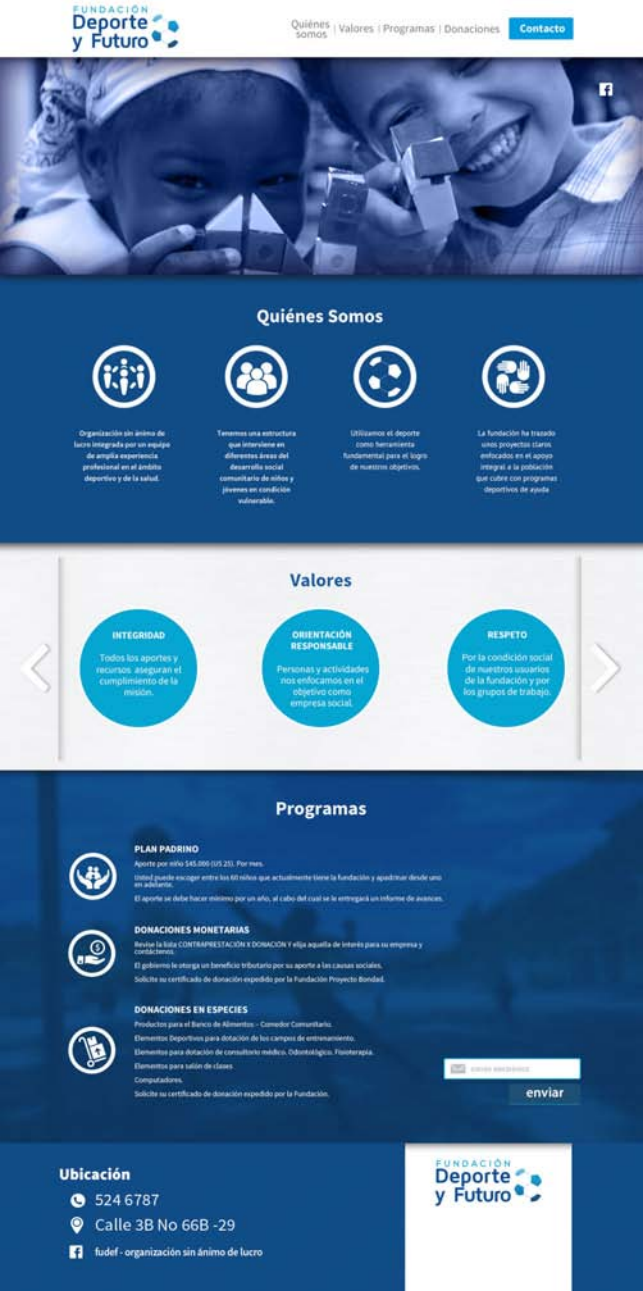 FUNDACIÓN
Deporte
y Futuro
Quiénes somos | Valores | Programas | Donaciones
Contacto
Quiénes Somos
Organización sin ánimo de
lucro integrada por un equipo
de amplia experiencia
profesional en el ámbito
deportivo y de la salud.
Tenemos una estructura
que interviene en
diferentes áreas del
desarrollo social
comunitario de niños y
jóvenes en condición
vulnerable.
Utilizamos el deporte
como herramienta
fundamental para el logro
de nuestros objetivos.
La fundación ha trazado
unos proyectos claros
enfocados en el apoyo
integral a la población
que cubre con programas
deportivos de ayuda
Valores
INTEGRIDAD
Todos los aportes y
recursos aseguran el
cumplimiento de la
misión.
ORIENTACIÓN
RESPONSABLE
Personas y actividades
nos enfocamos en el
objetivo como
empresa social.
RESPETO
Por la condición social
de nuestros usuarios
de la fundación y por
los grupos de trabajo.
Programas
PLAN PADRINO
Aporte por niño $45,000 (US 25). Por mes.
Usted puede escoger entre los 60 niños que actualmente tiene la fundación y apadrinar desde uno
en adelante.
El aporte se debe hacer mínimo por un año, al cabo del cual se le entregará un informe de avances.
DONACIONES MONETARIAS
Revise la lista CONTRAPRESTACIÓN X DONACIÓN Y elija aquella de interés para su empresa y
contáctenos.
El gobierno le otorga un beneficio tributario por su aporte a las causas sociales.
Solicite su certificado de donación expedido por la Fundación Proyecto Bondad.
DONACIONES EN ESPECIES
Productos para el Banco de Alimentos – Comedor Comunitario.
Elementos Deportivos para dotación de los campos de entrenamiento.
Elementos para dotación de consultorio médico. Odontológico. Fisioterapia.
Elementos para salón de clases
Computadores.
Solicite su certificado de donación expedido por la Fundación.
correo electrónico
enviar
Ubicación
524 6787
Calle 3B No 66B -29
fudef - organización sin ánimo de lucro
FUNDACIÓN
Deporte
y Futuro